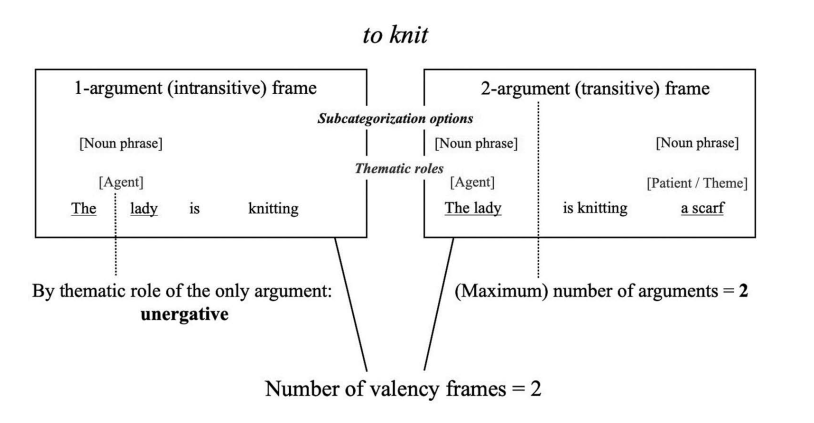 to knit
1-argument (intransitive) frame
2-argument (transitive) frame
Subcategorization options
[Noun phrase]
[Noun phrase]
[Noun phrase]
Thematic roles
[Agent]
[Agent]
[Patient / Theme]
The lady is knitting
The lady is knitting a scarf
By thematic role of the only argument:
unergative
(Maximum) number of arguments = 2
Number of valency frames = 2